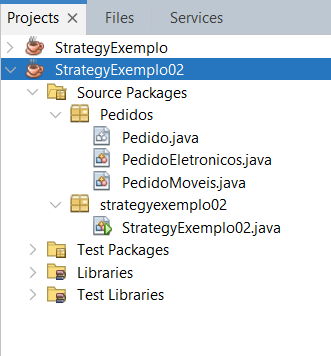 Projects Files Services
StrategyExemplo
StrategyExemplo02
Source Packages
Pedidos
Pedido.java
PedidoEletronicos.java
PedidoMoveis.java
strategyexemplo02
StrategyExemplo02.java
Test Packages
Libraries
Test Libraries